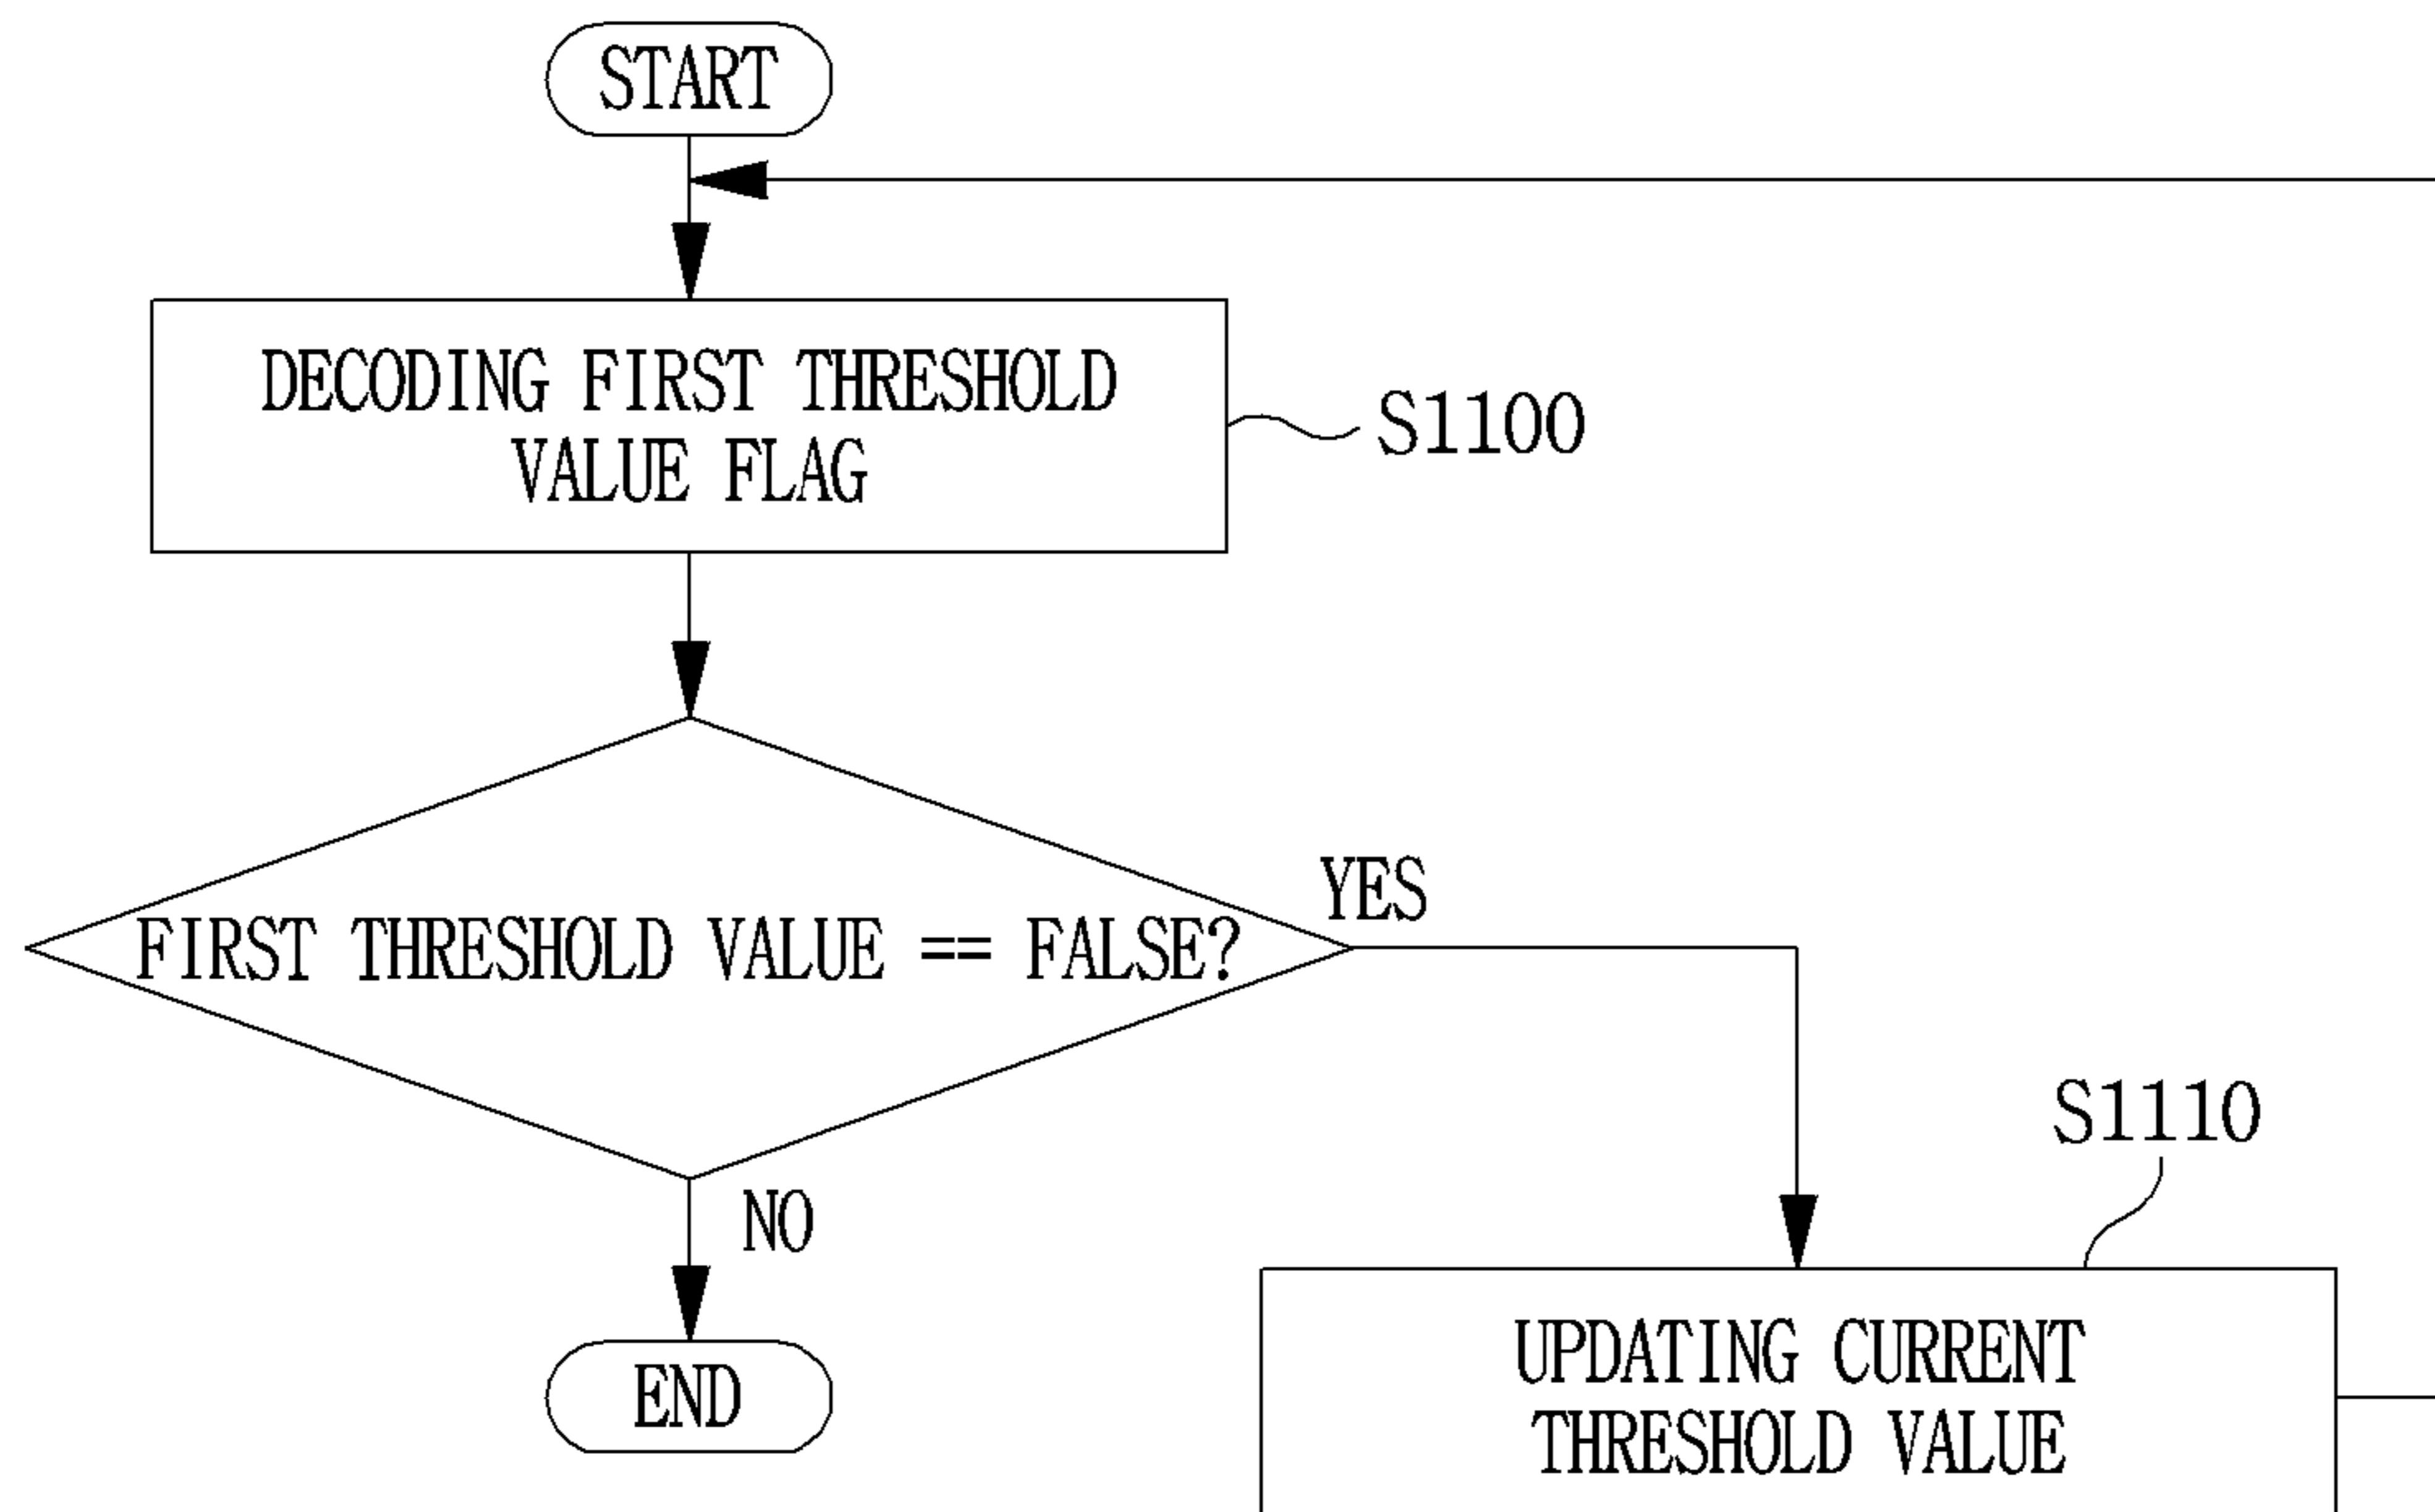 START
DECODING FIRST THRESHOLD
VALUE FLAG
S1100
FIRST THRESHOLD VALUE == FALSE?
YES
NO
S1110
UPDATING CURRENT
THRESHOLD VALUE
END